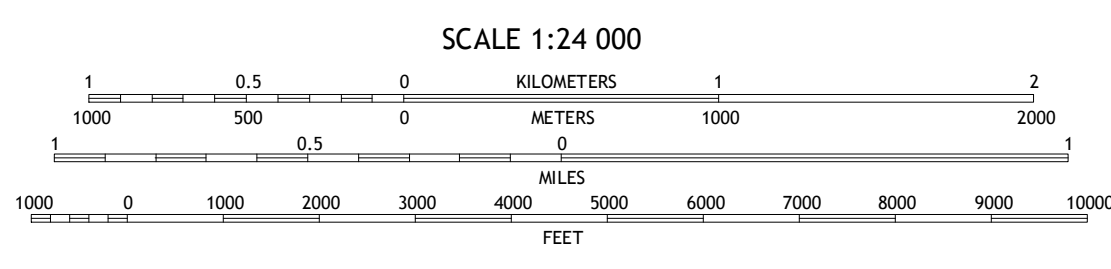 SCALE 1:24 000
1 0.5 0 KILOMETERS 1 2
1000 500 0 METERS 1000 2000
1 0.5 0 1
MILES
1000 0 1000 2000 3000 4000 5000 6000 7000 8000 9000 10000
FEET